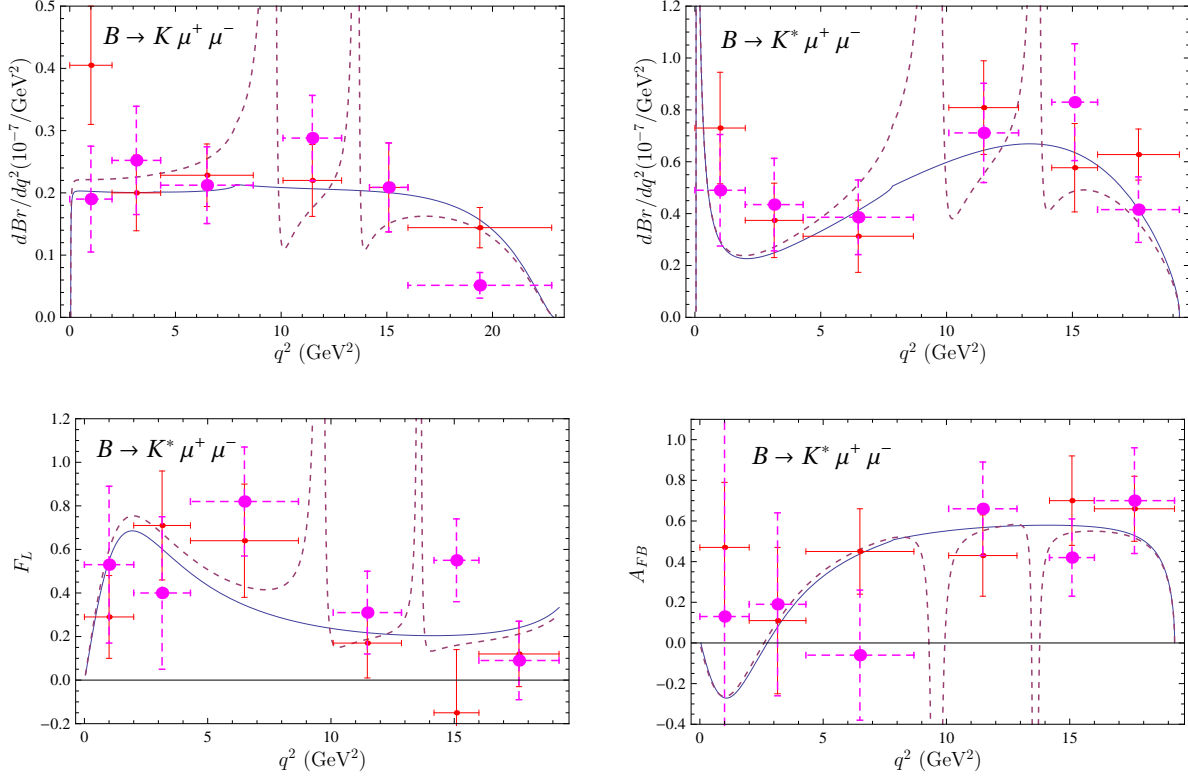 B → K μ⁺ μ⁻
dBr/dq²(10⁻⁷/GeV²)
0.5
0.4
0.3
0.2
0.1
0.0
0 5 10 15 20
q² (GeV²)
B → K* μ⁺ μ⁻
dBr/dq²(10⁻⁷/GeV²)
1.2
1.0
0.8
0.6
0.4
0.2
0.0
0 5 10 15
q² (GeV²)
B → K* μ⁺ μ⁻
F_L
1.2
1.0
0.8
0.6
0.4
0.2
0.0
−0.2
0 5 10 15
q² (GeV²)
B → K* μ⁺ μ⁻
A_FB
1.0
0.8
0.6
0.4
0.2
0.0
−0.2
−0.4
0 5 10 15
q² (GeV²)